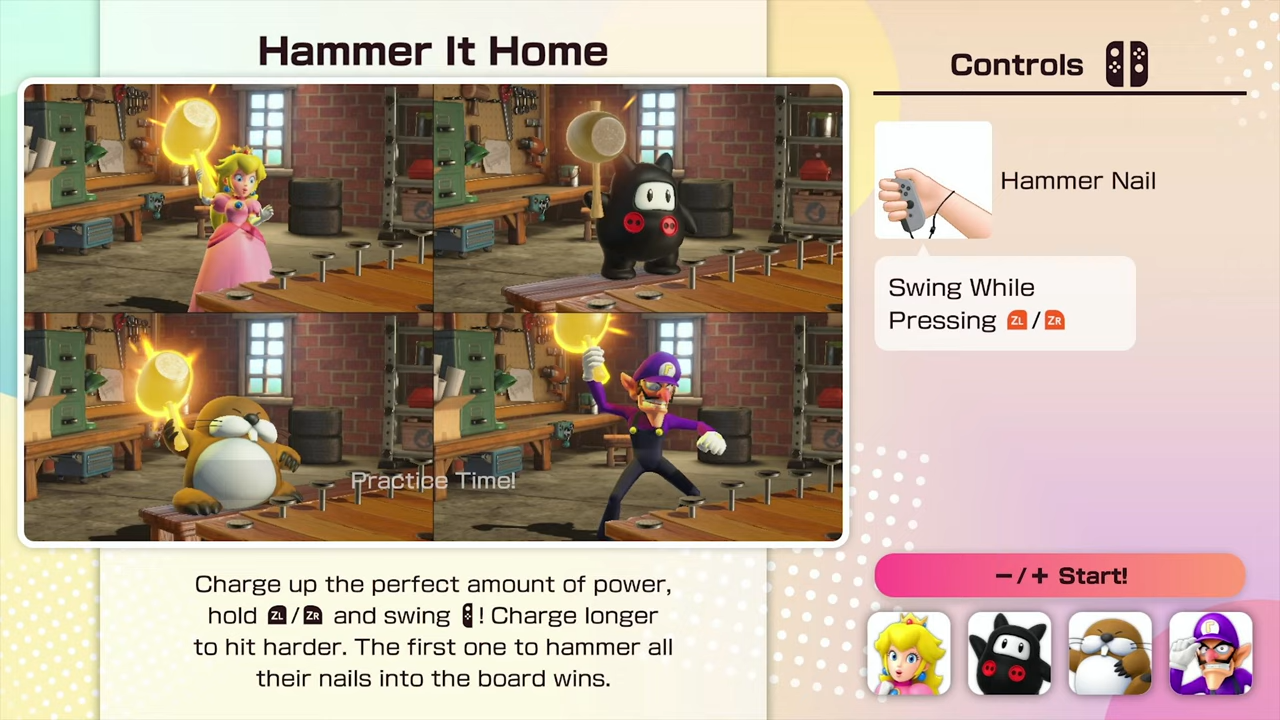 Hammer It Home
Controls
Hammer Nail
Swing While
Pressing ZL/ZR
Practice Time!
Charge up the perfect amount of power,
hold ZL/ZR and swing ! Charge longer
to hit harder. The first one to hammer all
their nails into the board wins.
−/+ Start!